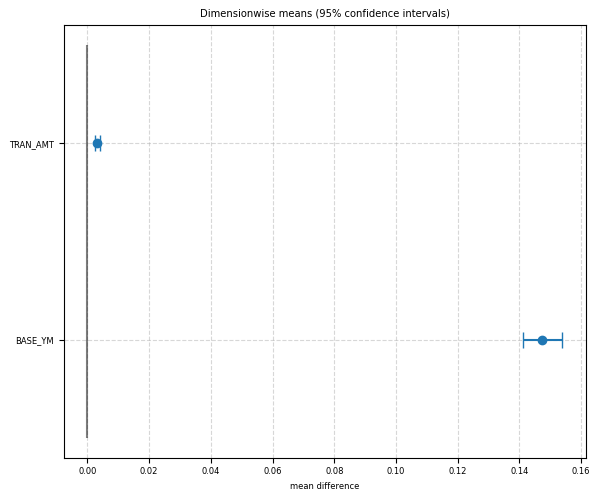 Dimensionwise means (95% confidence intervals)
TRAN_AMT
BASE_YM
0.00 0.02 0.04 0.06 0.08 0.10 0.12 0.14 0.16
mean difference